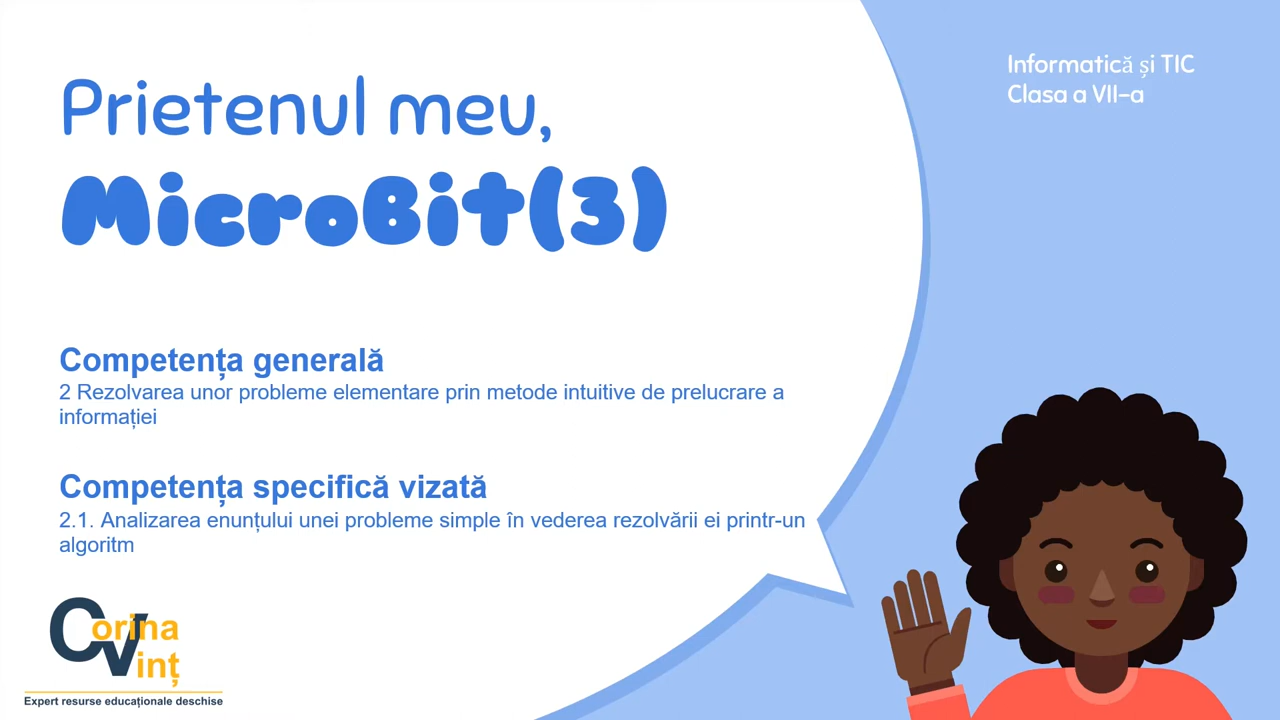 Prietenul meu,
MicroBit(3)
Informatică și TIC
Clasa a VII-a
Competența generală
2 Rezolvarea unor probleme elementare prin metode intuitive de prelucrare a
informației
Competența specifică vizată
2.1. Analizarea enunțului unei probleme simple în vederea rezolvării ei printr-un
algoritm
Corina
Vinț
Expert resurse educaționale deschise